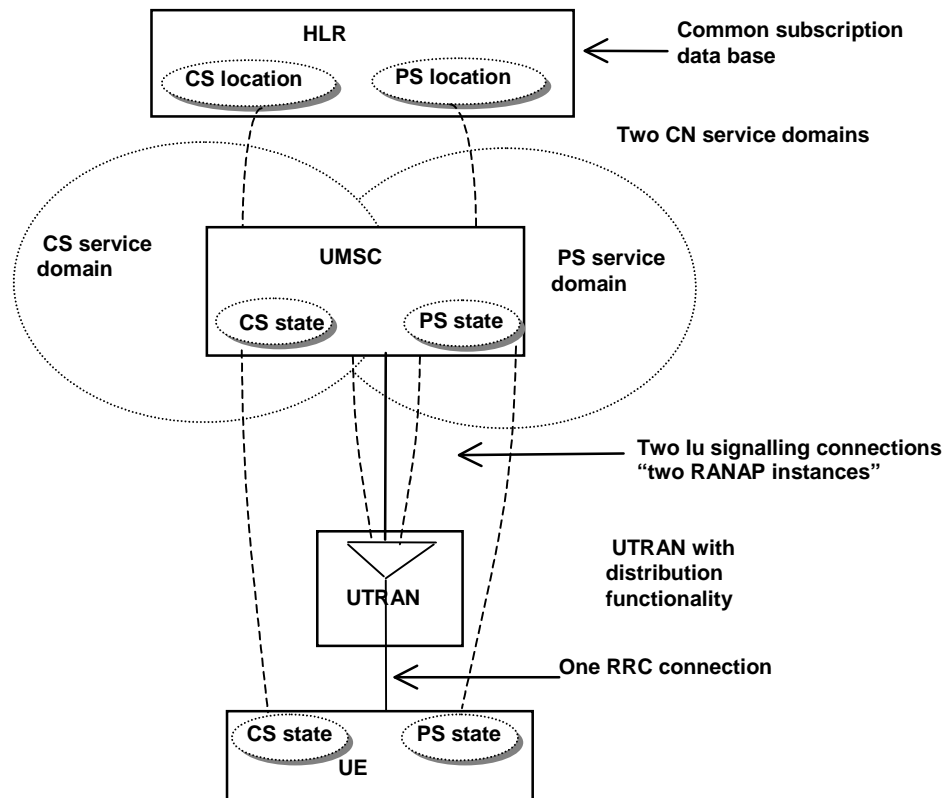 HLR
Common subscription
data base
CS location
PS location
Two CN service domains
CS service
domain
UMSC
PS service
domain
CS state
PS state
Two Iu signalling connections
“two RANAP instances”
UTRAN with
distribution
functionality
UTRAN
One RRC connection
CS state
PS state
UE